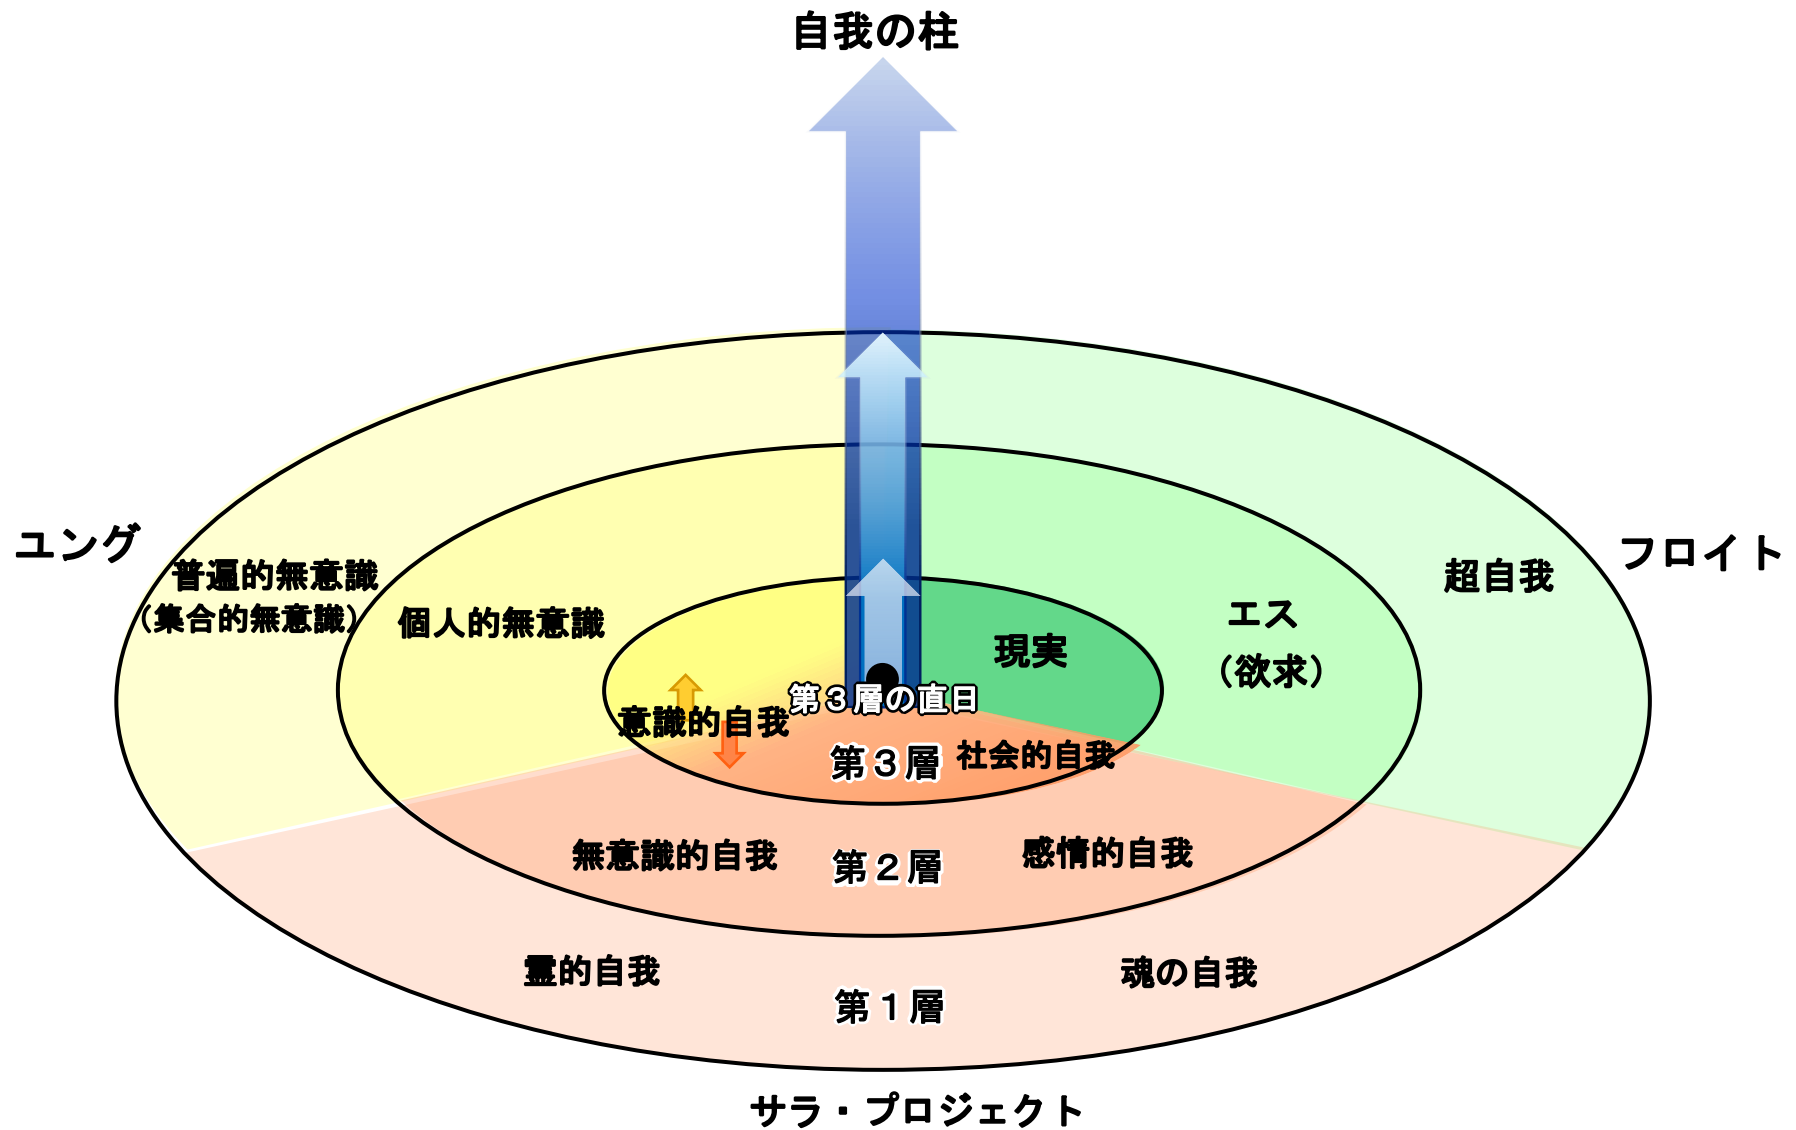 自我の柱
ユング
フロイト
普遍的無意識
（集合的無意識）
個人的無意識
超自我
エス
（欲求）
現実
第３層の直日
意識的自我
第３層
社会的自我
無意識的自我
第２層
感情的自我
霊的自我
第１層
魂の自我
サラ・プロジェクト